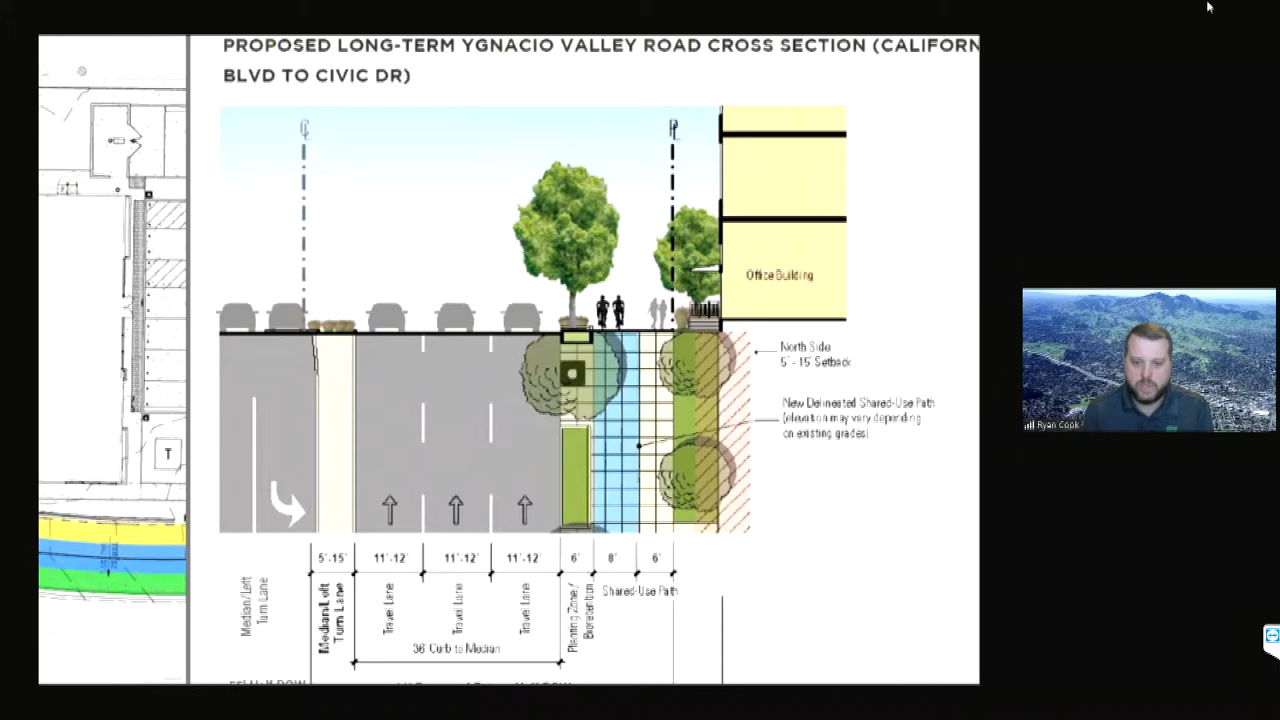 PROPOSED LONG-TERM YGNACIO VALLEY ROAD CROSS SECTION (CALIFORN
BLVD TO CIVIC DR)
CL
PL
Office Building
North Side
5' - 15' Setback
New Delineated Shared-Use Path
(elevation may vary depending
on existing grades)
T
5'-15'
11'-12'
11'-12'
11'-12'
6'
8'
6'
Median/Left
Turn Lane
Median/Left
Turn Lane
Travel Lane
Travel Lane
Travel Lane
Planting Zone/
Bioretention
Shared-Use Path
36' Curb to Median
Ryan Cook